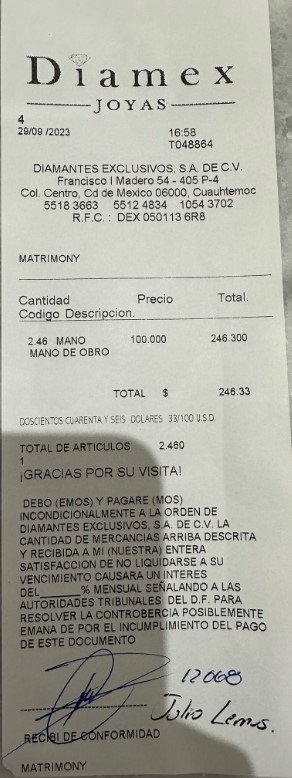 Diamex
JOYAS
4
29/09 /2023 16:58
T048864
DIAMANTES EXCLUSIVOS, S.A. DE C.V.
Francisco I Madero 54 - 405 P-4
Col. Centro, Cd de Mexico 06000, Cuauhtemoc
5518 3663 5512 4834 1054 3702
R.F.C. : DEX 050113 6R8
MATRIMONY
Cantidad Precio Total.
Codigo Descripcion.
2.46 MANO 100.000 246.300
MANO DE OBRO
TOTAL $ 246.33
DOSCIENTOS CUARENTA Y SEIS DOLARES 33/100 U.S.D.
TOTAL DE ARTICULOS 2.460
1
¡GRACIAS POR SU VISITA!
DEBO (EMOS) Y PAGARE (MOS)
INCONDICIONALMENTE A LA ORDEN DE
DIAMANTES EXCLUSIVOS, S.A. DE C.V. LA
CANTIDAD DE MERCANCIAS ARRIBA DESCRITA
Y RECIBIDA A MI (NUESTRA) ENTERA
SATISFACCION DE NO LIQUIDARSE A SU
VENCIMIENTO CAUSARA UN INTERES
DEL_____% MENSUAL SEÑALANDO A LAS
AUTORIDADES TRIBUNALES DEL D.F. PARA
RESOLVER LA CONTROBERCIA POSIBLEMENTE
EMANA DE POR EL INCUMPLIMIENTO DEL PAGO
DE ESTE DOCUMENTO
12068
Julio Lemus.
RECIBI DE CONFORMIDAD
MATRIMONY